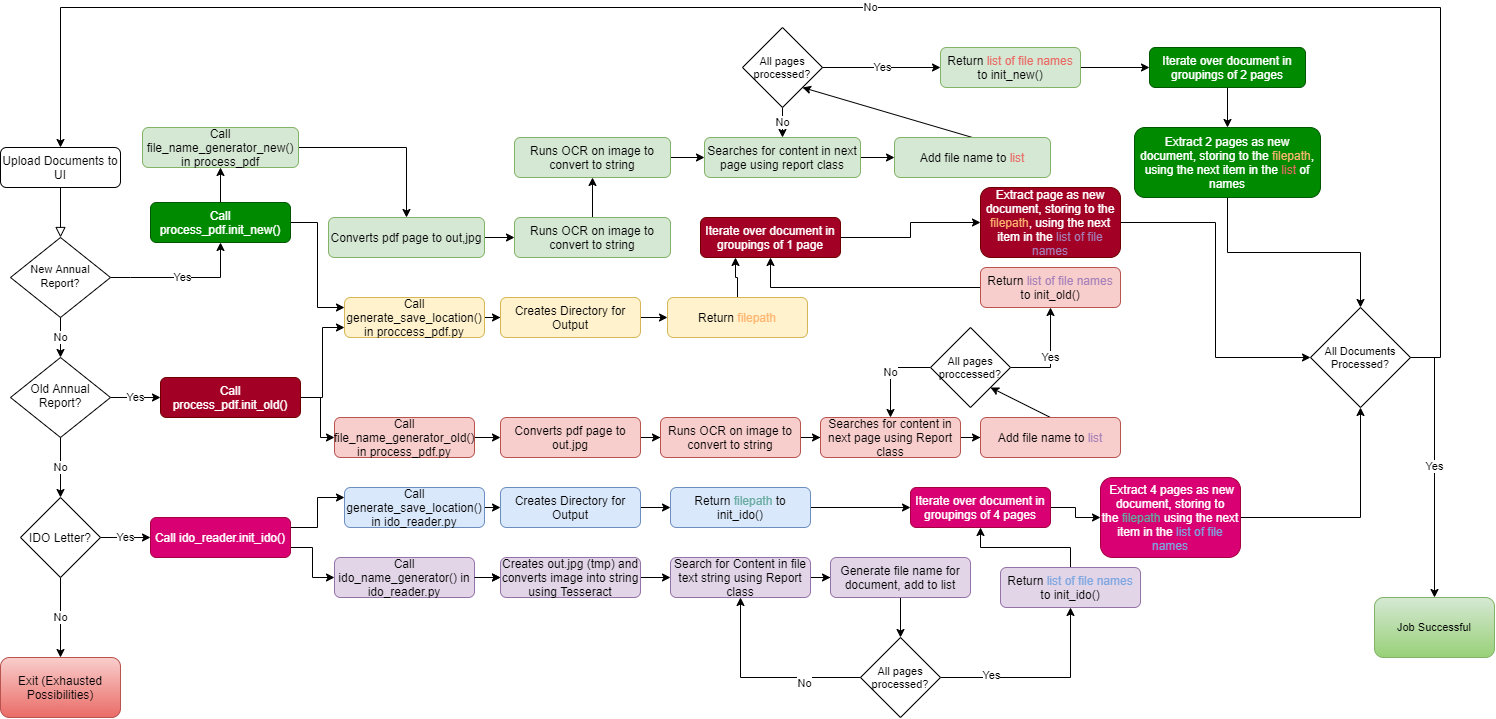 No
All pages
processed?
Yes
Return list of file names
to init_new()
Iterate over document in
groupings of 2 pages
No
Upload Documents to
UI
Call
file_name_generator_new()
in process_pdf
Runs OCR on image to
convert to string
Searches for content in next
page using report class
Add file name to list
Extract 2 pages as new
document, storing to the filepath,
using the next item in the list of
names
Call
process_pdf.init_new()
Converts pdf page to out.jpg
Runs OCR on image to
convert to string
Iterate over document in
groupings of 1 page
Extract page as new
document, storing to the
filepath, using the next
item in the list of file
names
New Annual
Report?
Yes
Return list of file names
to init_old()
Call
generate_save_location()
in proccess_pdf.py
Creates Directory for
Output
Return filepath
No
All pages
proccessed?
Yes
No
All Documents
Processed?
Old Annual
Report?
Yes
Call
process_pdf.init_old()
Call
file_name_generator_old()
in process_pdf.py
Converts pdf page to
out.jpg
Runs OCR on image to
convert to string
Searches for content in
next page using Report
class
Add file name to list
No
Yes
Call
generate_save_location()
in ido_reader.py
Creates Directory for
Output
Return filepath to
init_ido()
Iterate over document in
groupings of 4 pages
Extract 4 pages as new
document, storing to
the filepath using the next
item in the list of file
names
IDO Letter?
Yes
Call ido_reader.init_ido()
Call
ido_name_generator() in
ido_reader.py
Creates out.jpg (tmp) and
converts image into string
using Tesseract
Search for Content in file
text string using Report
class
Generate file name for
document, add to list
Return list of file names
to init_ido()
No
Job Successful
Exit (Exhausted
Possibilities)
No
All pages
processed?
Yes